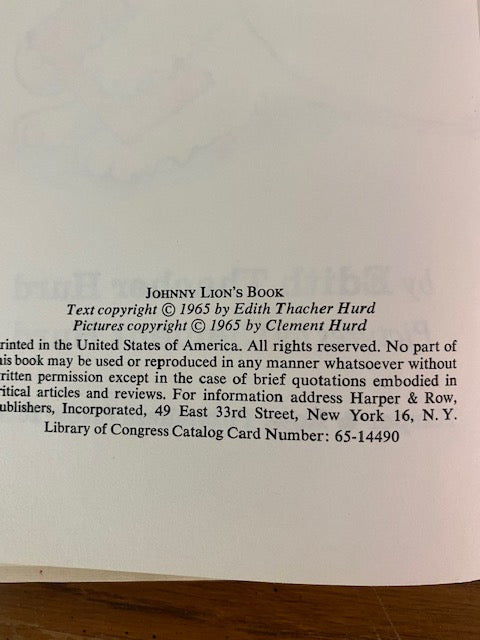 JOHNNY LION'S BOOK
Text copyright © 1965 by Edith Thacher Hurd
Pictures copyright © 1965 by Clement Hurd
rinted in the United States of America. All rights reserved. No part of
is book may be used or reproduced in any manner whatsoever without
ritten permission except in the case of brief quotations embodied in
itical articles and reviews. For information address Harper & Row,
ublishers, Incorporated, 49 East 33rd Street, New York 16, N. Y.
Library of Congress Catalog Card Number: 65-14490